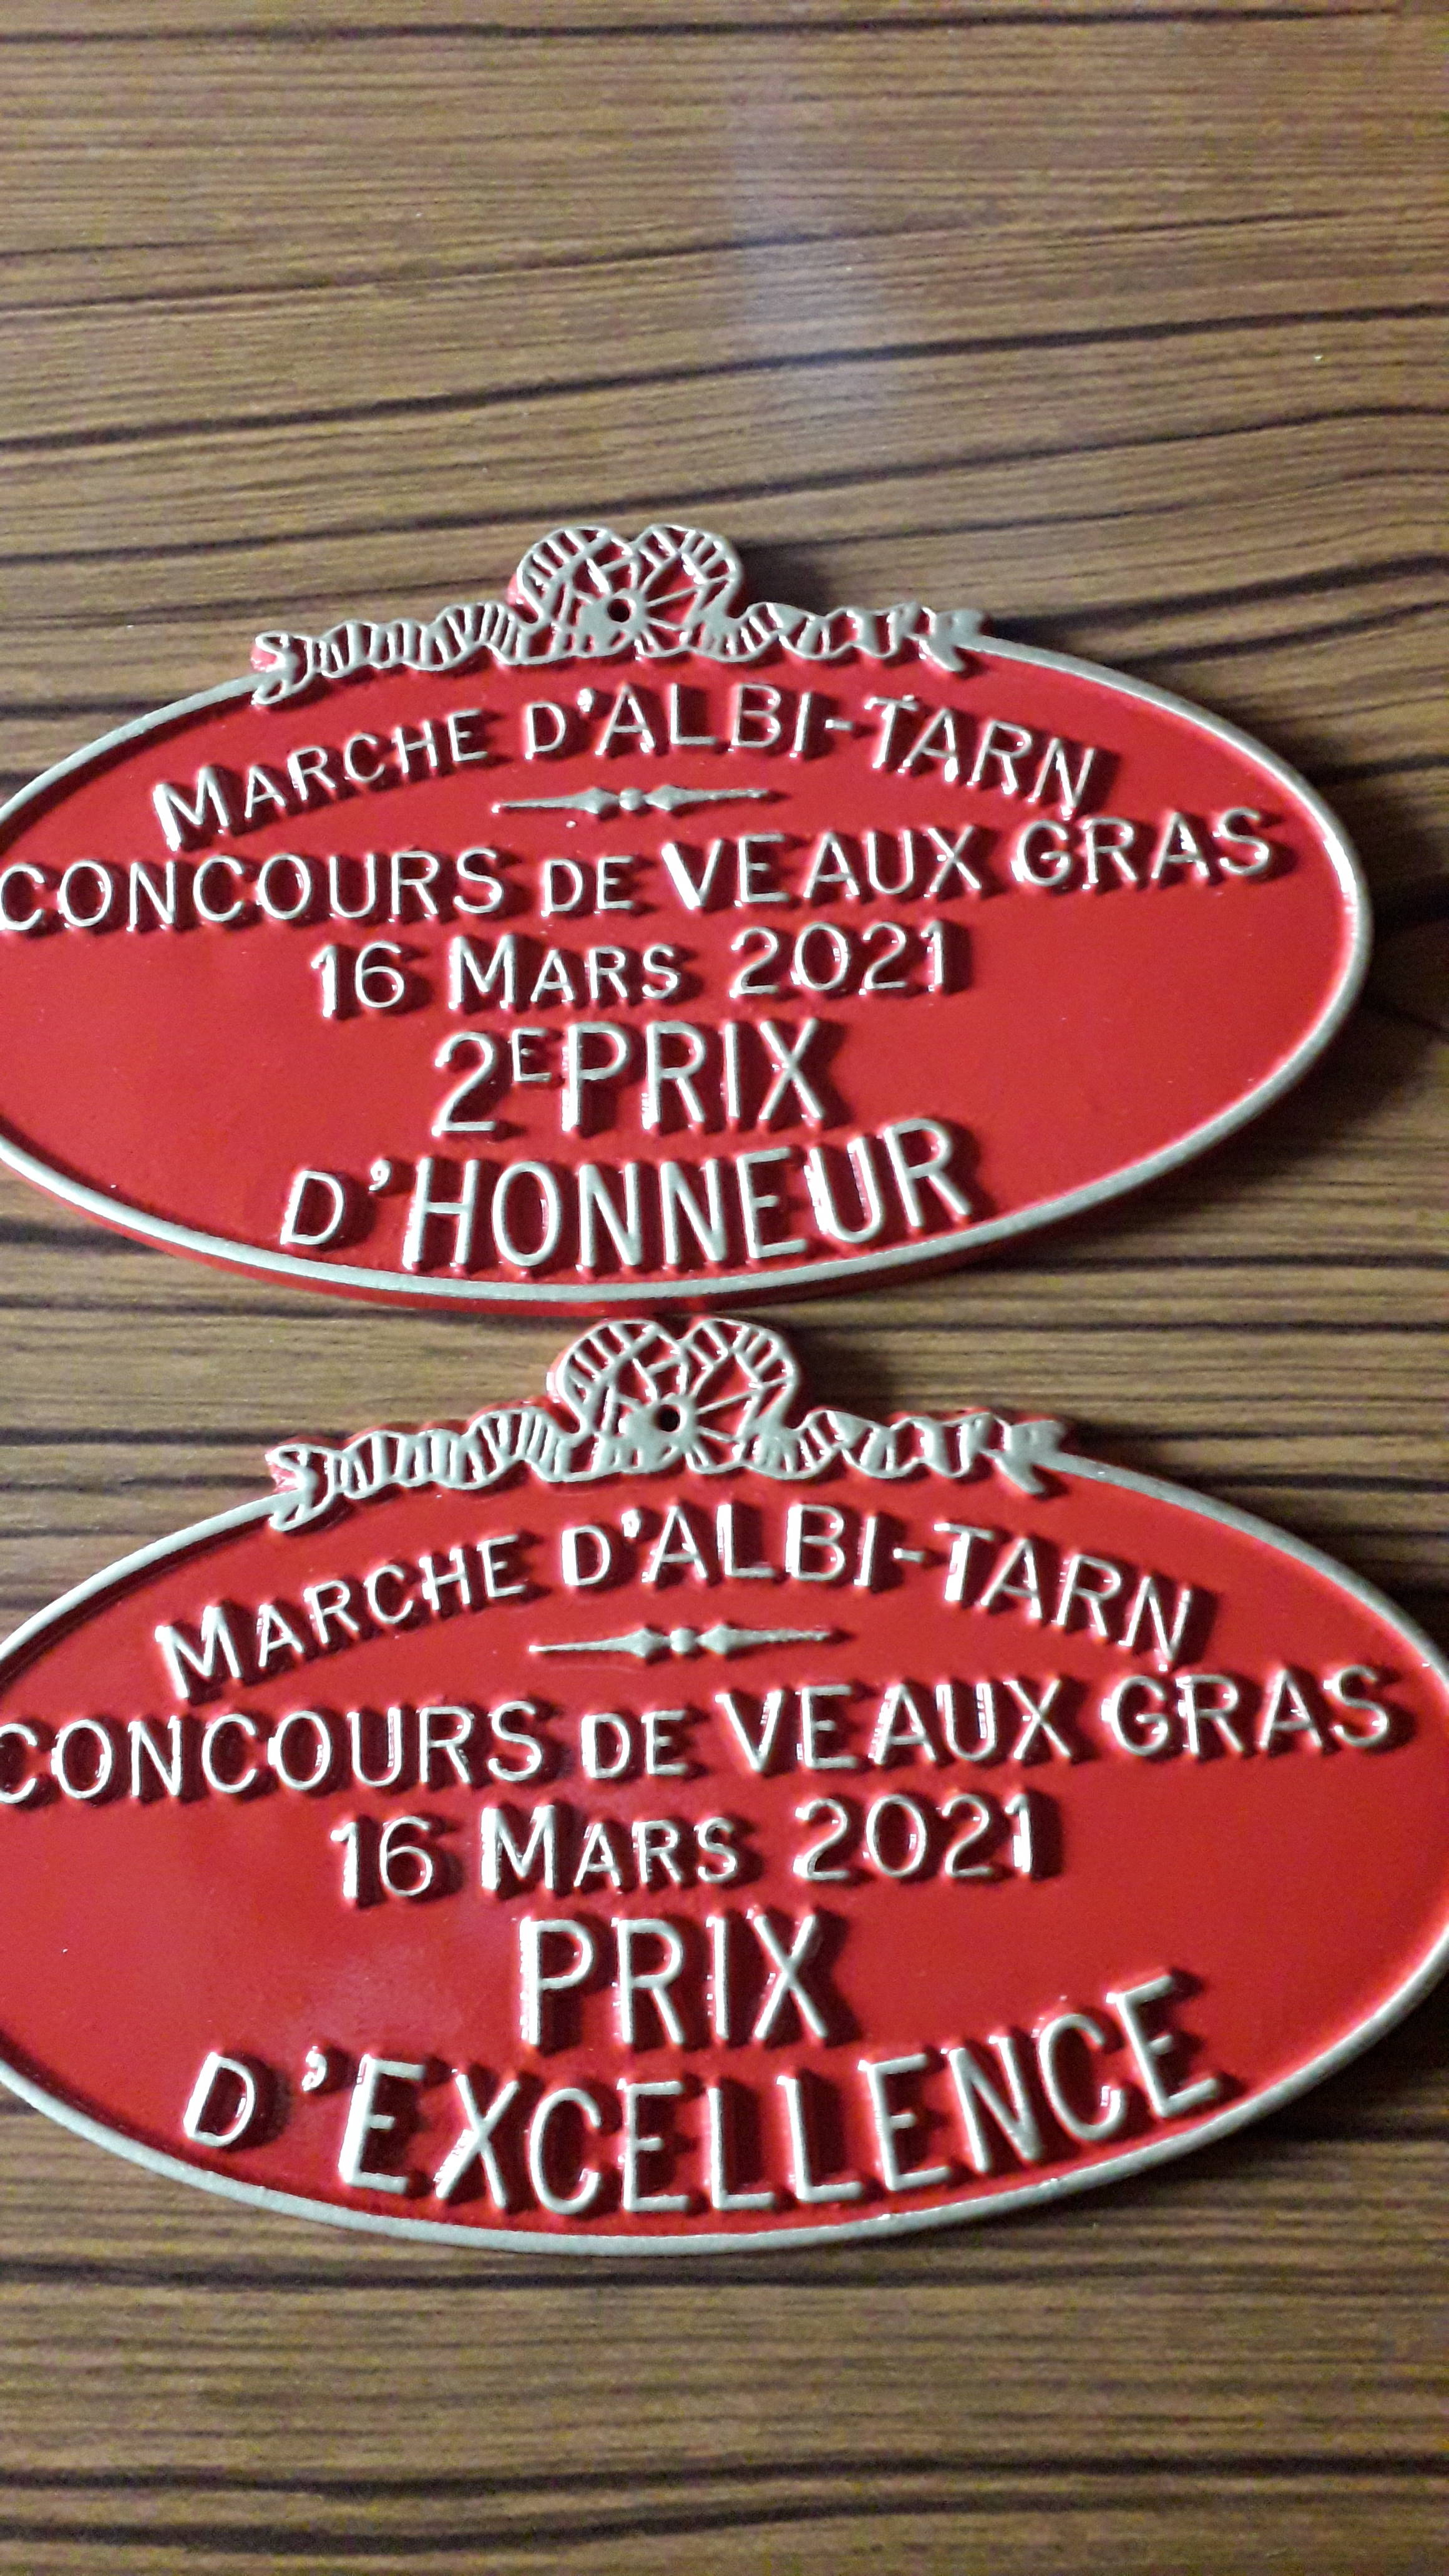 MARCHE D'ALBI-TARN
CONCOURS DE VEAUX GRAS
16 MARS 2021
2E PRIX
D'HONNEUR
MARCHE D'ALBI-TARN
CONCOURS DE VEAUX GRAS
16 MARS 2021
PRIX
D'EXCELLENCE